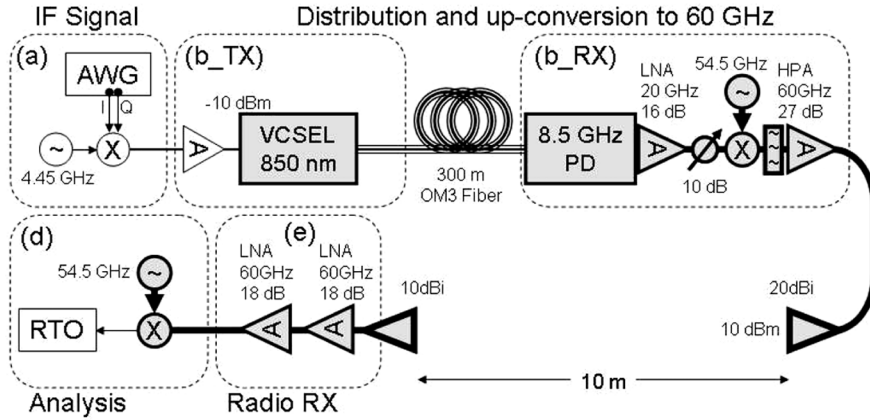 IF Signal
Distribution and up-conversion to 60 GHz
(a)
AWG
I
Q
X
4.45 GHz
~
(b_TX)
-10 dBm
A
VCSEL
850 nm
300 m
OM3 Fiber
(b_RX)
8.5 GHz
PD
LNA
20 GHz
16 dB
A
10 dB
54.5 GHz
~
X
HPA
60GHz
27 dB
~
~
~
A
(d)
54.5 GHz
~
RTO
X
Analysis
(e)
LNA
60GHz
18 dB
A
LNA
60GHz
18 dB
A
Radio RX
10dBi
20dBi
10 dBm
10 m